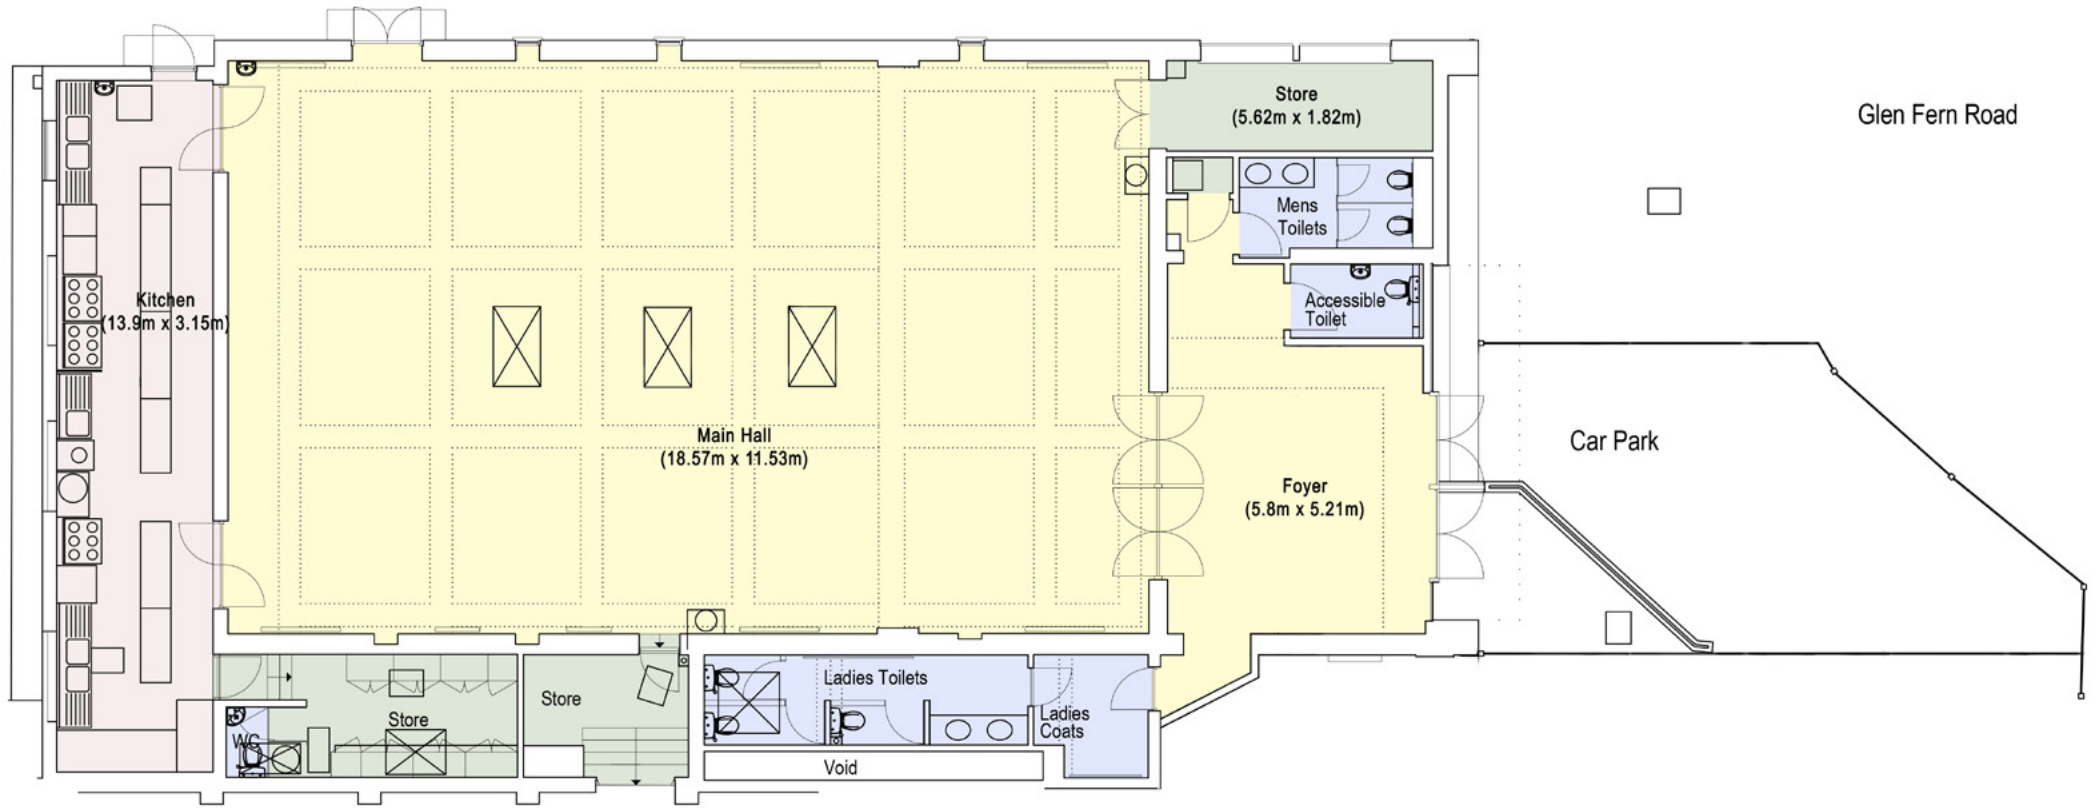 Store
(5.62m x 1.82m)
Glen Fern Road
Mens
Toilets
Kitchen
(13.9m x 3.15m)
Accessible
Toilet
Main Hall
(18.57m x 11.53m)
Car Park
Foyer
(5.8m x 5.21m)
Store
Ladies Toilets
Store
Ladies
Coats
WC
Void